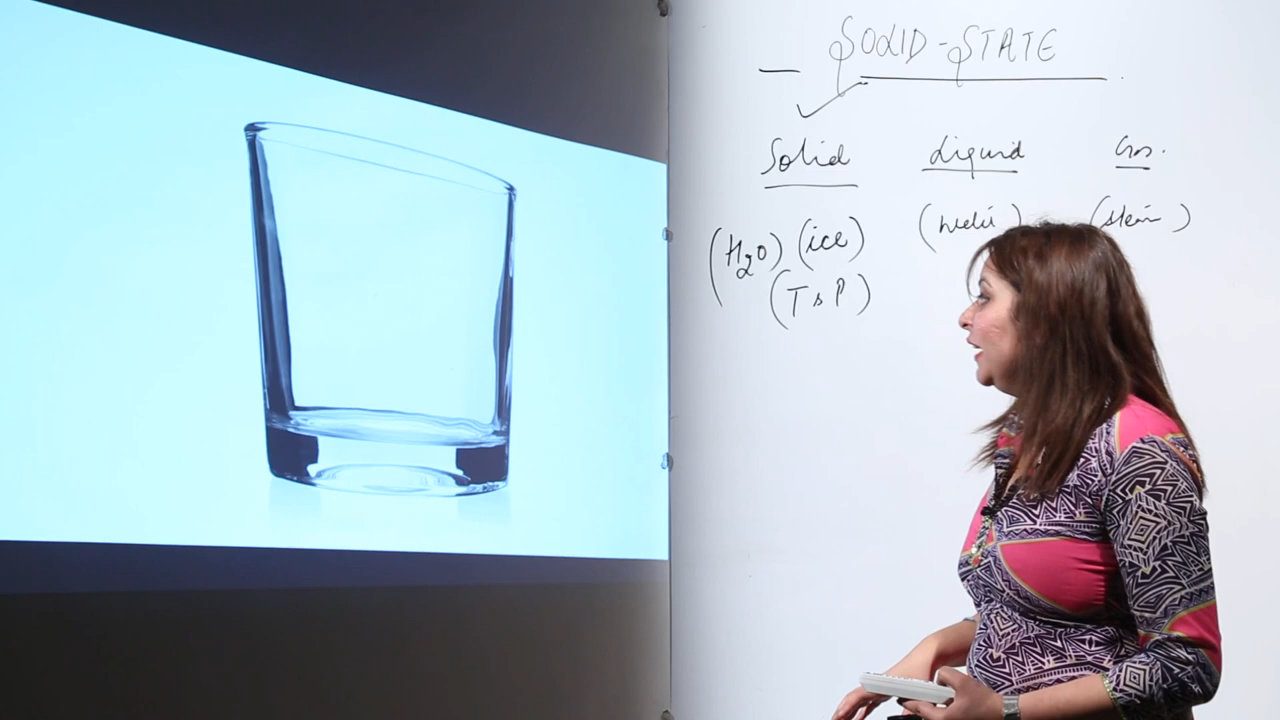 SOLID-STATE
Solid Liquid Gas.
(H2O) (ice) (water) (steam)
(T & P)